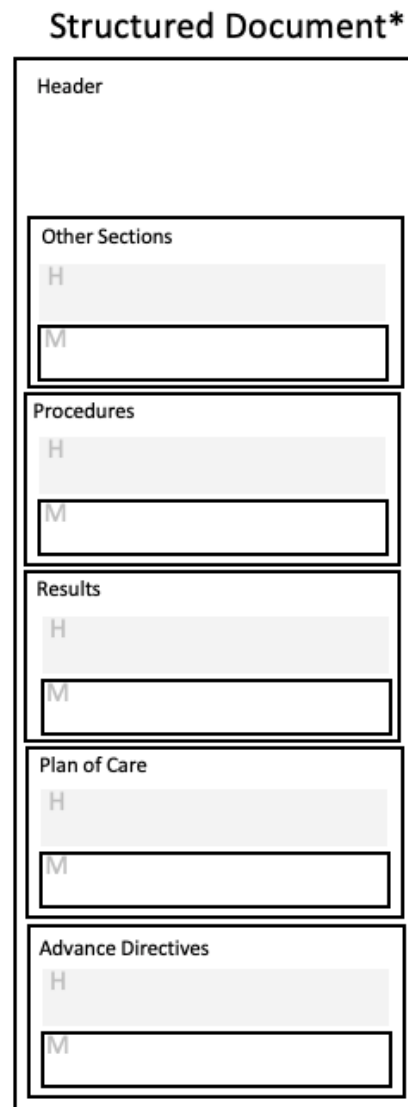 Structured Document*
Header
Other Sections
H
M
Procedures
H
M
Results
H
M
Plan of Care
H
M
Advance Directives
H
M